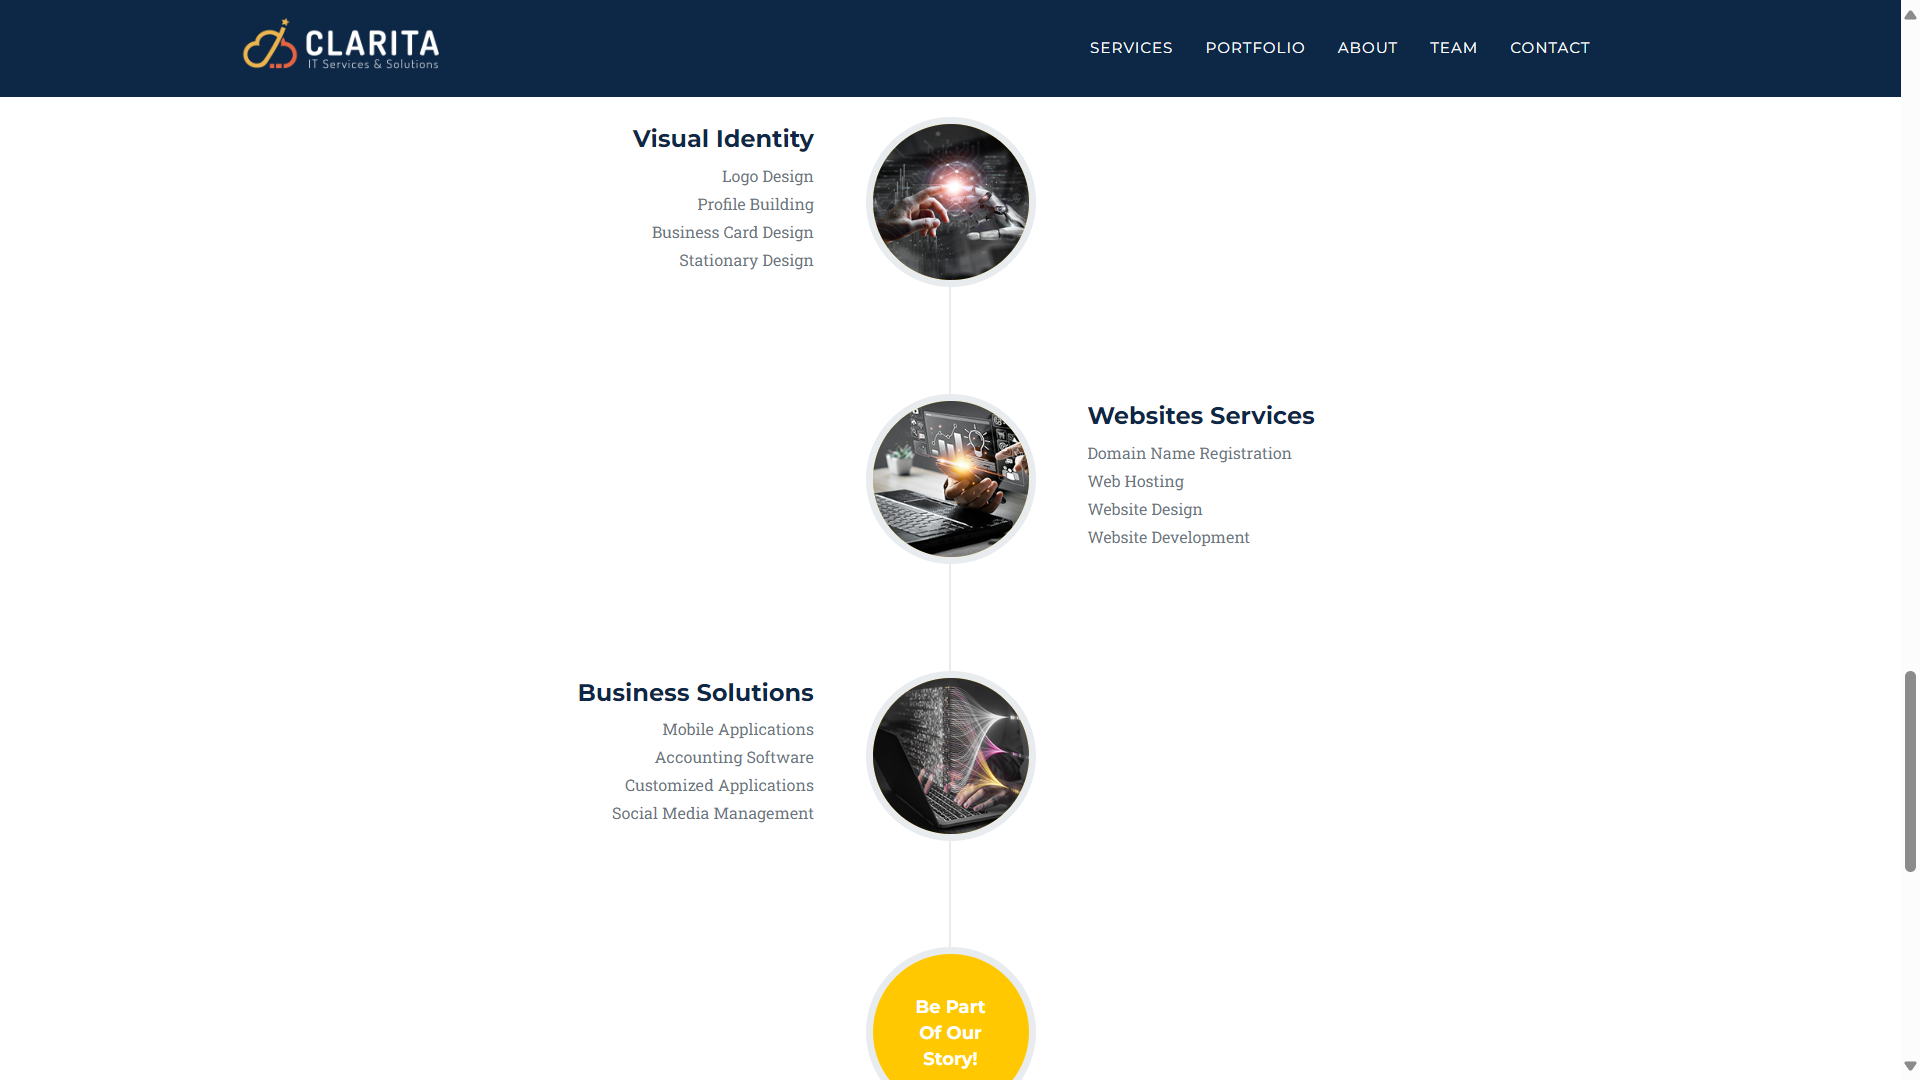 CLARITA
IT Services & Solutions
SERVICES
PORTFOLIO
ABOUT
TEAM
CONTACT
Visual Identity
Logo Design
Profile Building
Business Card Design
Stationary Design
Websites Services
Domain Name Registration
Web Hosting
Website Design
Website Development
Business Solutions
Mobile Applications
Accounting Software
Customized Applications
Social Media Management
Be Part
Of Our
Story!